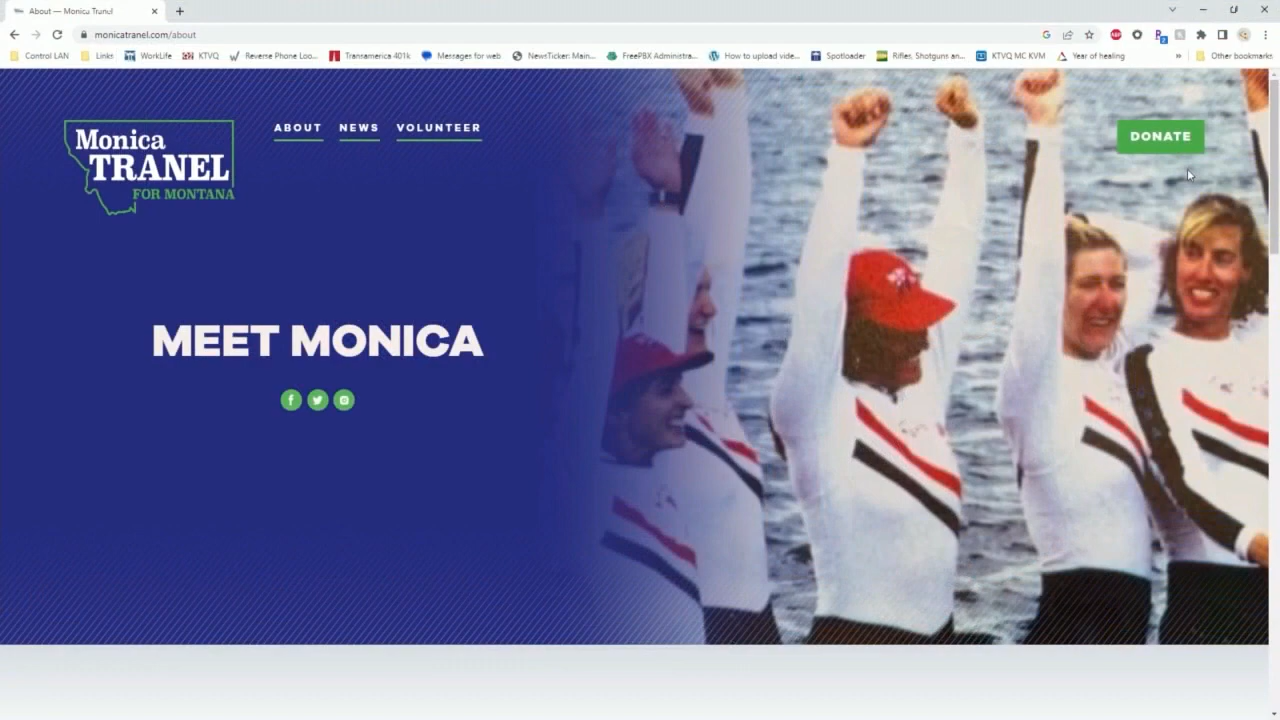 About — Monica Tranel
monicatranel.com/about
Control LAN Links WorkLife KTVQ Reverse Phone Loo... Transamerica 401k Messages for web NewsTicker: Main... FreePBX Administra... How to upload vide... Spotloader Rifles, Shotguns an... KTVQ MC KVM Year of healing » Other bookmarks
ABOUT NEWS VOLUNTEER
DONATE
Monica
TRANEL
FOR MONTANA
MEET MONICA